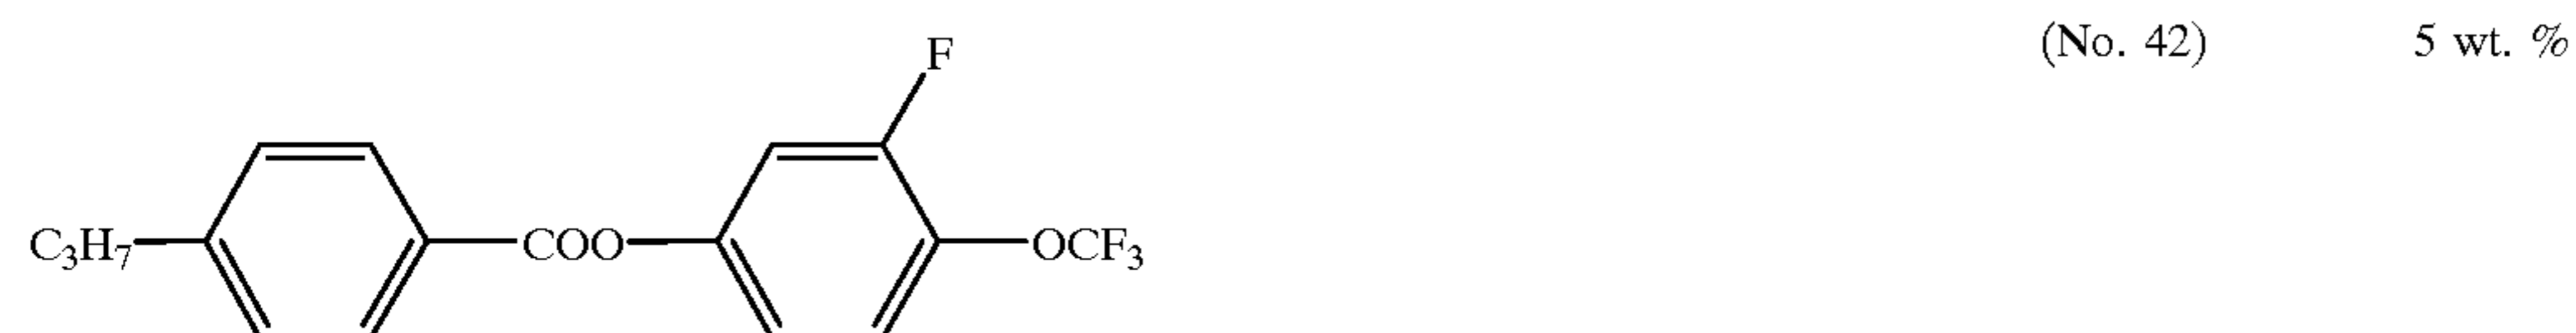 (No. 42) 5 wt. %
F
C₃H₇ COO OCF₃